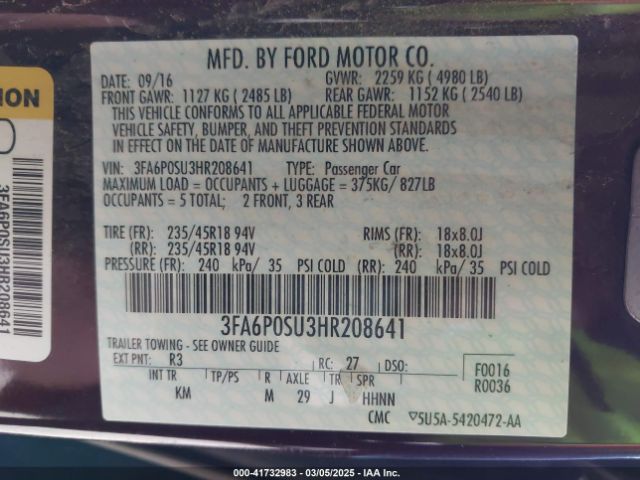 MFD. BY FORD MOTOR CO.
DATE: 09/16 GVWR: 2259 KG ( 4980 LB)
FRONT GAWR: 1127 KG ( 2485 LB) REAR GAWR: 1152 KG ( 2540 LB)
THIS VEHICLE CONFORMS TO ALL APPLICABLE FEDERAL MOTOR
VEHICLE SAFETY, BUMPER, AND THEFT PREVENTION STANDARDS
IN EFFECT ON THE DATE OF MANUFACTURE SHOWN ABOVE.
VIN: 3FA6P0SU3HR208641 TYPE: Passenger Car
MAXIMUM LOAD = OCCUPANTS + LUGGAGE = 375KG/ 827LB
OCCUPANTS = 5 TOTAL; 2 FRONT, 3 REAR
TIRE (FR): 235/45R18 94V RIMS (FR): 18x8.0J
(RR): 235/45R18 94V (RR): 18x8.0J
PRESSURE (FR): 240 kPa/ 35 PSI COLD (RR): 240 kPa/ 35 PSI COLD
3FA6P0SU3HR208641
TRAILER TOWING - SEE OWNER GUIDE
EXT PNT: R3 RC: 27 DSO: F0016
R0036
INT TR TP/PS R AXLE TR SPR
KM M 29 J HHNN
CMC 5U5A-5420472-AA
ION
3FA6P0SU3HR208641
000-41732983 - 03/05/2025 - IAAI.COM